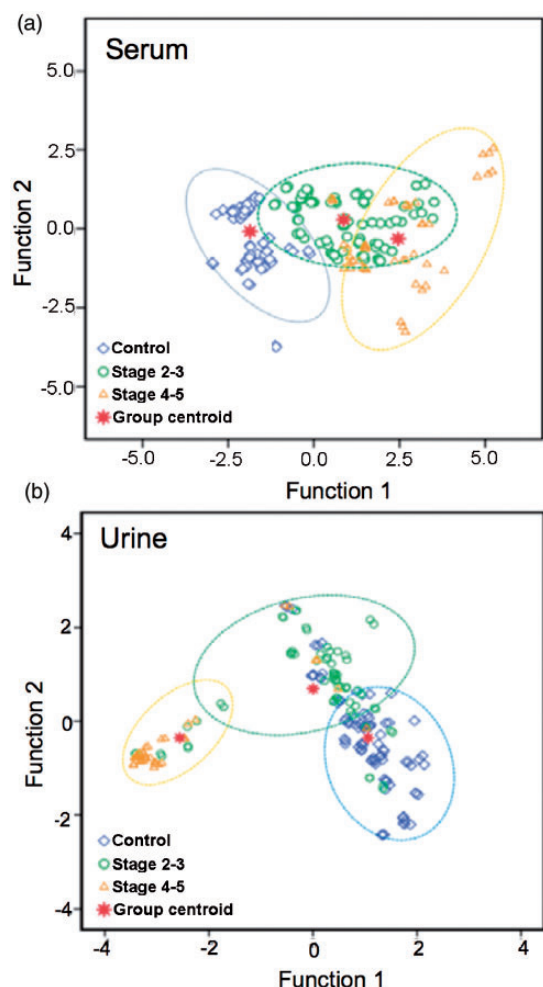 (a)
Serum
5.0
2.5
0.0
-2.5
-5.0
Function 2
Control
Stage 2-3
Stage 4-5
Group centroid
-5.0 -2.5 0.0 2.5 5.0
Function 1
(b)
Urine
4
2
0
-2
-4
Function 2
Control
Stage 2-3
Stage 4-5
Group centroid
-4 -2 0 2 4
Function 1